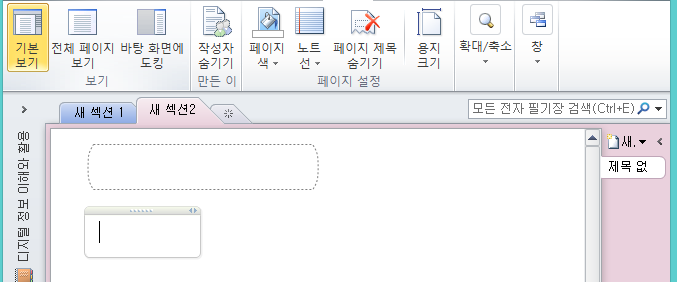 기본 보기
전체 페이지 보기
바탕 화면에 도킹
작성자 숨기기
페이지 색
노트 선
페이지 제목 숨기기
용지 크기
확대/축소
창
보기
만든 이
페이지 설정
새 섹션 1
새 섹션2
모든 전자 필기장 검색(Ctrl+E)
새.
제목 없
디지털 정보 이해와 활용